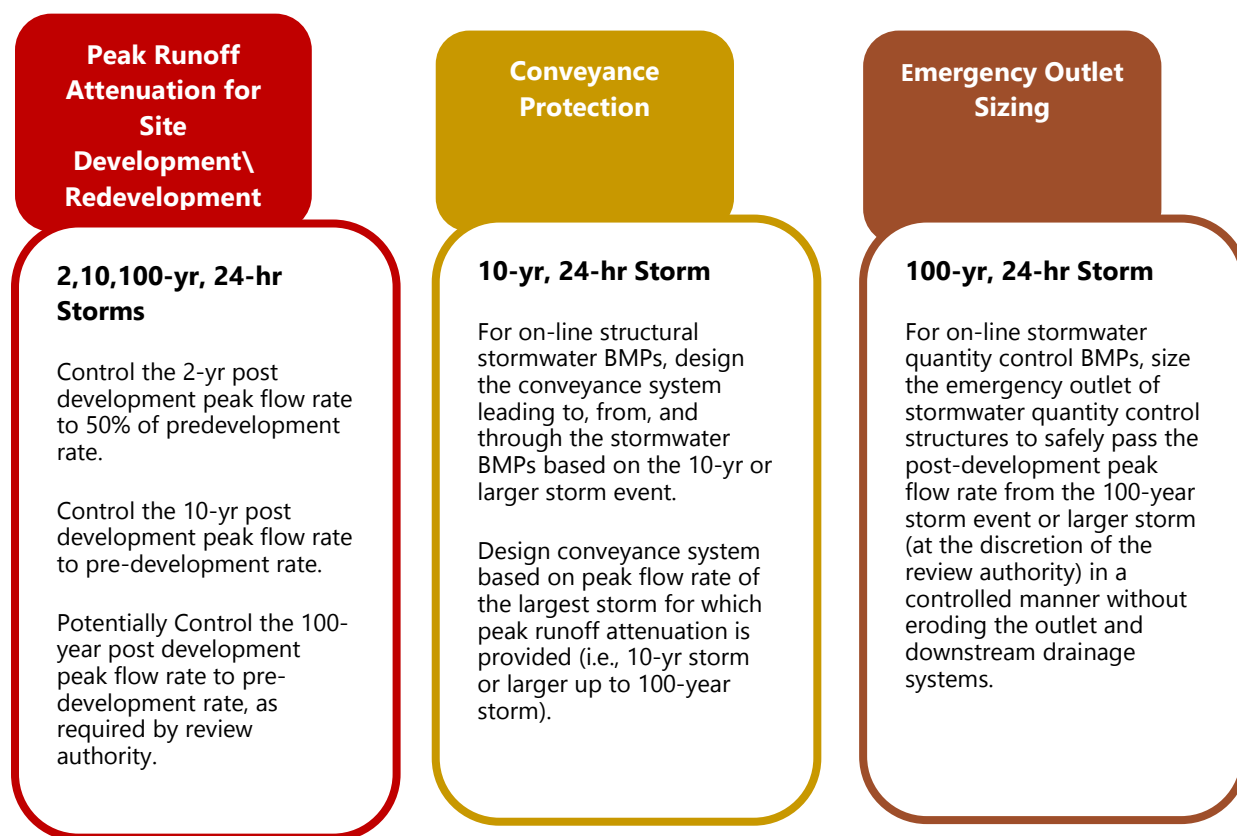 Peak Runoff
Attenuation for
Site
Development\
Redevelopment
2,10,100-yr, 24-hr
Storms
Control the 2-yr post
development peak flow rate
to 50% of predevelopment
rate.
Control the 10-yr post
development peak flow rate
to pre-development rate.
Potentially Control the 100-
year post development
peak flow rate to pre-
development rate, as
required by review
authority.
Conveyance
Protection
10-yr, 24-hr Storm
For on-line structural
stormwater BMPs, design
the conveyance system
leading to, from, and
through the stormwater
BMPs based on the 10-yr or
larger storm event.
Design conveyance system
based on peak flow rate of
the largest storm for which
peak runoff attenuation is
provided (i.e., 10-yr storm
or larger up to 100-year
storm).
Emergency Outlet
Sizing
100-yr, 24-hr Storm
For on-line stormwater
quantity control BMPs, size
the emergency outlet of
stormwater quantity control
structures to safely pass the
post-development peak
flow rate from the 100-year
storm event or larger storm
(at the discretion of the
review authority) in a
controlled manner without
eroding the outlet and
downstream drainage
systems.